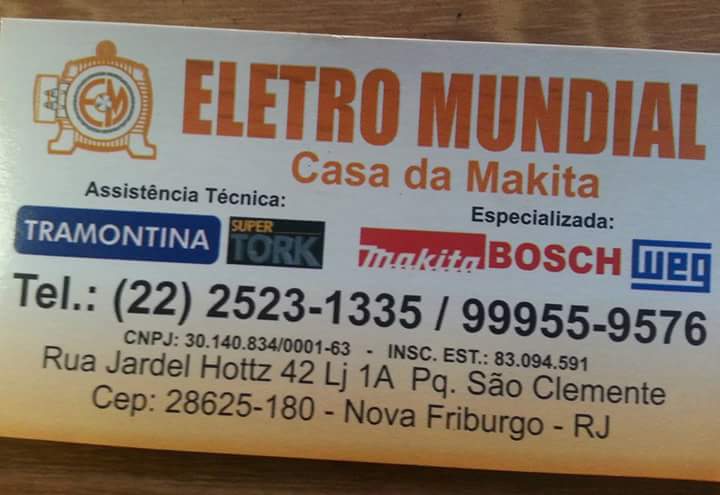 EM
ELETRO MUNDIAL
Casa da Makita
Assistência Técnica:
Especializada:
TRAMONTINA SUPER TORK makita BOSCH WEG
Tel.: (22) 2523-1335 / 99955-9576
CNPJ: 30.140.834/0001-63 - INSC. EST.: 83.094.591
Rua Jardel Hottz 42 Lj 1A Pq. São Clemente
Cep: 28625-180 - Nova Friburgo - RJ